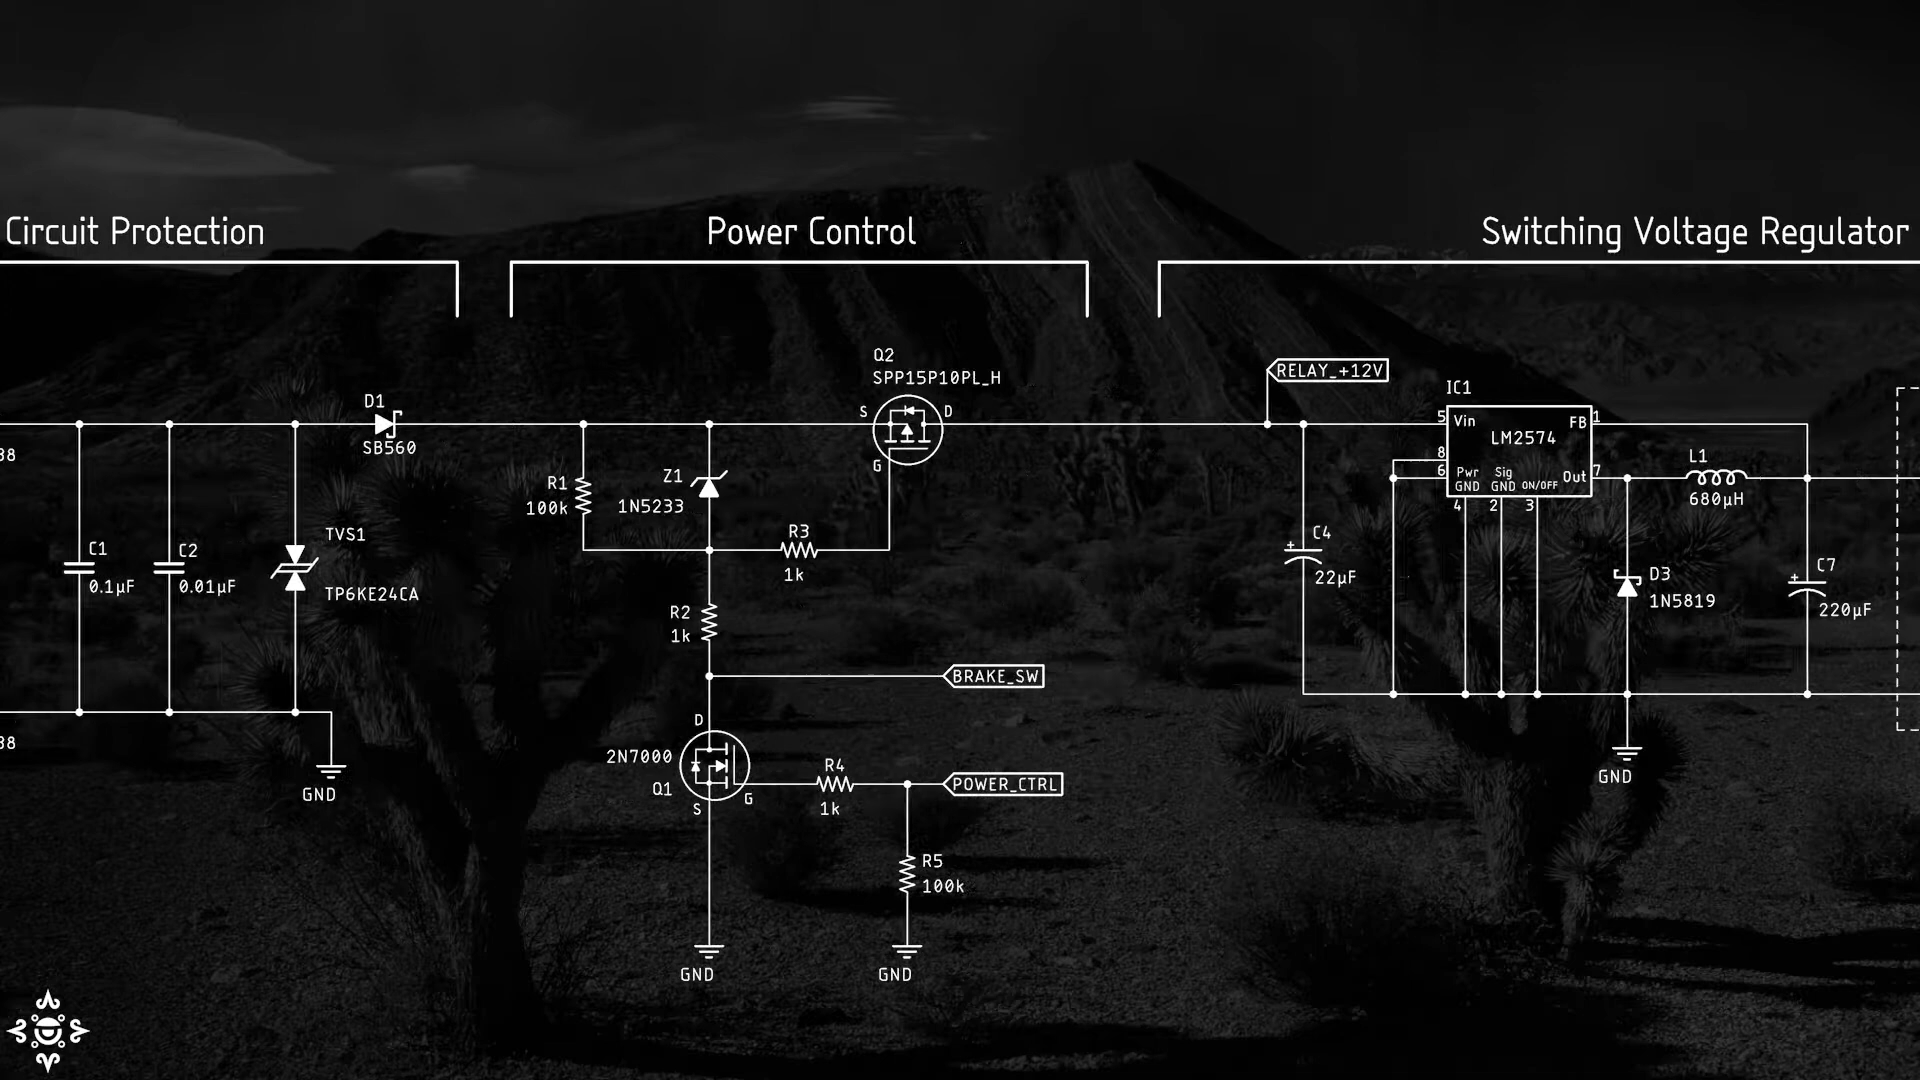 Circuit Protection
Power Control
Switching Voltage Regulator
Q2
SPP15P10PL_H
RELAY_+12V
IC1
D1
SB560
S
D
G
38
5
Vin
FB
1
LM2574
8
6
Pwr
GND
Sig
GND
ON/OFF
Out
7
4
2
3
L1
680µH
R1
100k
Z1
1N5233
R3
1k
TVS1
TP6KE24CA
C1
0.1µF
C2
0.01µF
C4
22µF
D3
1N5819
C7
220µF
R2
1k
BRAKE_SW
D
38
2N7000
Q1
G
S
R4
1k
POWER_CTRL
GND
GND
R5
100k
GND
GND